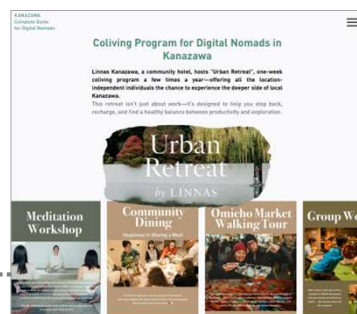 KANAZAWA
Complete Guide
for Digital Nomads
Coliving Program for Digital Nomads in
Kanazawa
Linnas Kanazawa, a community hotel, hosts "Urban Retreat", one-week
coliving program a few times a year—offering all the location-
independent individuals the chance to experience the deeper side of local
Kanazawa.
This retreat isn't just about work—it's designed to help you step back,
recharge, and find a healthy balance between productivity and exploration.
Urban
Retreat
by LINNAS
Meditation
Workshop
Community
Dining
Happiness in Sharing a Meal
Omicho Market
Walking Tour
Group Wo